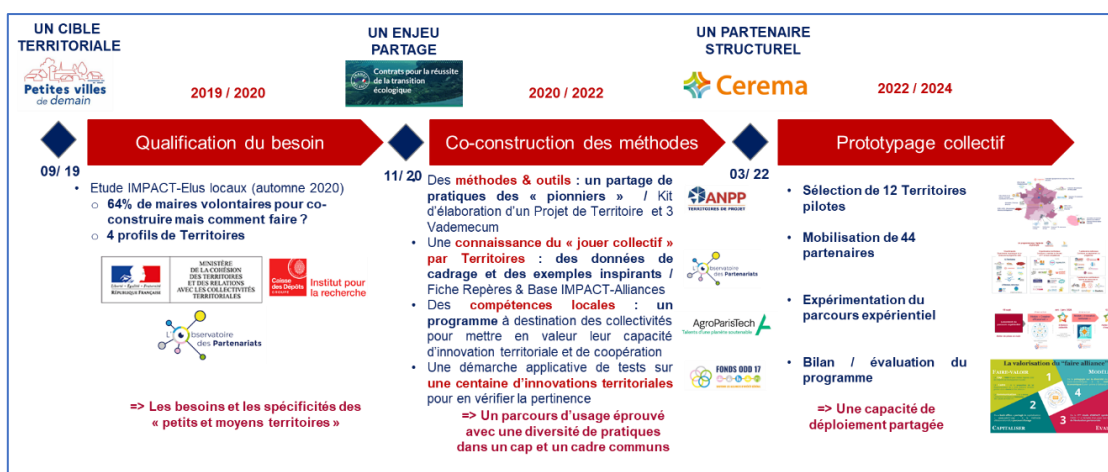 UN CIBLE
TERRITORIALE
Petites villes
de demain
2019 / 2020
UN ENJEU
PARTAGE
Contrats pour la réussite
de la transition
écologique
2020 / 2022
UN PARTENAIRE
STRUCTUREL
Cerema
2022 / 2024
09/ 19
Qualification du besoin
11/ 20
Co-construction des méthodes
03/ 22
Prototypage collectif
• Etude IMPACT-Elus locaux (automne 2020)
o 64% de maires volontaires pour co-
construire mais comment faire ?
o 4 profils de Territoires
RÉPUBLIQUE FRANÇAISE
MINISTÈRE
DE LA COHÉSION
DES TERRITOIRES
ET DES RELATIONS
AVEC LES COLLECTIVITÉS
TERRITORIALES
Caisse
des Dépôts
Institut pour
la recherche
Observatoire
des Partenariats
=> Les besoins et les spécificités des
« petits et moyens territoires »
• Des méthodes & outils : un partage de
pratiques des « pionniers » / Kit
d'élaboration d'un Projet de Territoire et 3
Vademecum
• Une connaissance du « jouer collectif »
par Territoires : des données de
cadrage et des exemples inspirants /
Fiche Repères & Base IMPACT-Alliances
• Des compétences locales : un
programme à destination des collectivités
pour mettre en valeur leur capacité
d'innovation territoriale et de coopération
• Une démarche applicative de tests sur
une centaine d'innovations territoriales
pour en vérifier la pertinence
=> Un parcours d'usage éprouvé
avec une diversité de pratiques
dans un cap et un cadre communs
ANPP
TERRITOIRES DE PROJET
Observatoire
des Partenariats
AgroParisTech
FONDS ODD 17
• Sélection de 12 Territoires
pilotes
• Mobilisation de 44
partenaires
• Expérimentation du
parcours expérientiel
• Bilan / évaluation du
programme
=> Une capacité de
déploiement partagée
La valorisation du "faire alliance"
FAIRE-VALOIR
1
2
3
4
CAPITALISER